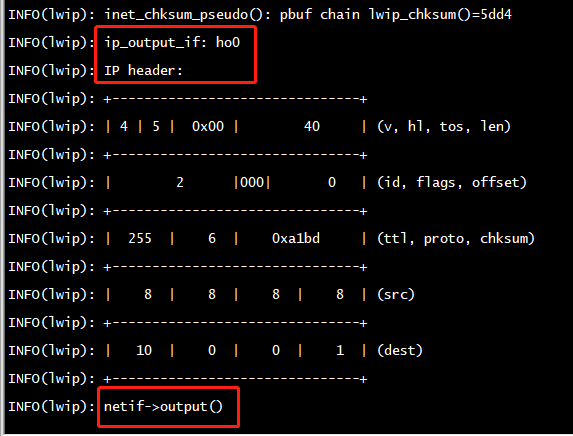 INFO(lwip): inet_chksum_pseudo(): pbuf chain lwip_chksum()=5dd4
INFO(lwip): ip_output_if: ho0
INFO(lwip): IP header:
INFO(lwip): +-------------------------------+
INFO(lwip): | 4 | 5 |  0x00 |        40     | (v, hl, tos, len)
INFO(lwip): +-------------------------------+
INFO(lwip): |        2      |000|       0   | (id, flags, offset)
INFO(lwip): +-------------------------------+
INFO(lwip): |  255  |   6   |    0xa1bd     | (ttl, proto, chksum)
INFO(lwip): +-------------------------------+
INFO(lwip): |    8  |    8  |    8  |    8  | (src)
INFO(lwip): +-------------------------------+
INFO(lwip): |   10  |    0  |    0  |    1  | (dest)
INFO(lwip): +-------------------------------+
INFO(lwip): netif->output()